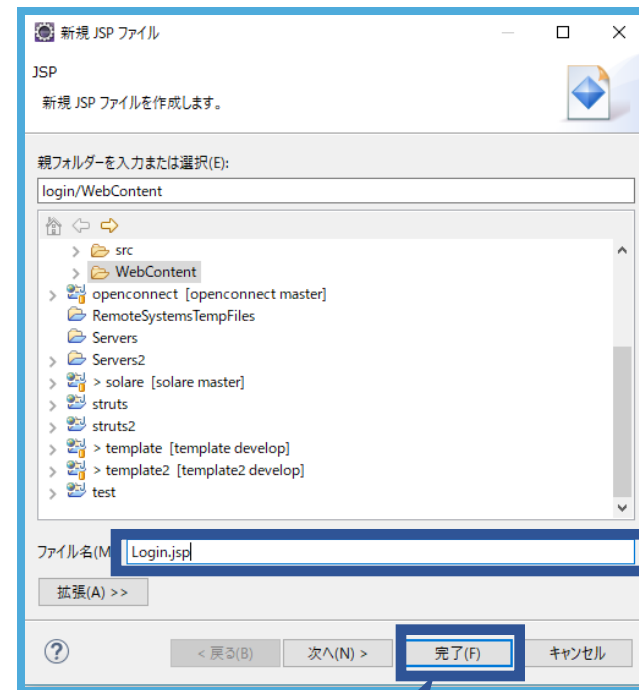 新規 JSP ファイル
JSP
新規 JSP ファイルを作成します。
親フォルダーを入力または選択(E):
login/WebContent
src
WebContent
openconnect [openconnect master]
RemoteSystemsTempFiles
Servers
Servers2
> solare [solare master]
struts
struts2
> template [template develop]
> template2 [template2 develop]
test
ファイル名(M Login.jsp
拡張(A) >>
? < 戻る(B) 次へ(N) > 完了(F) キャンセル